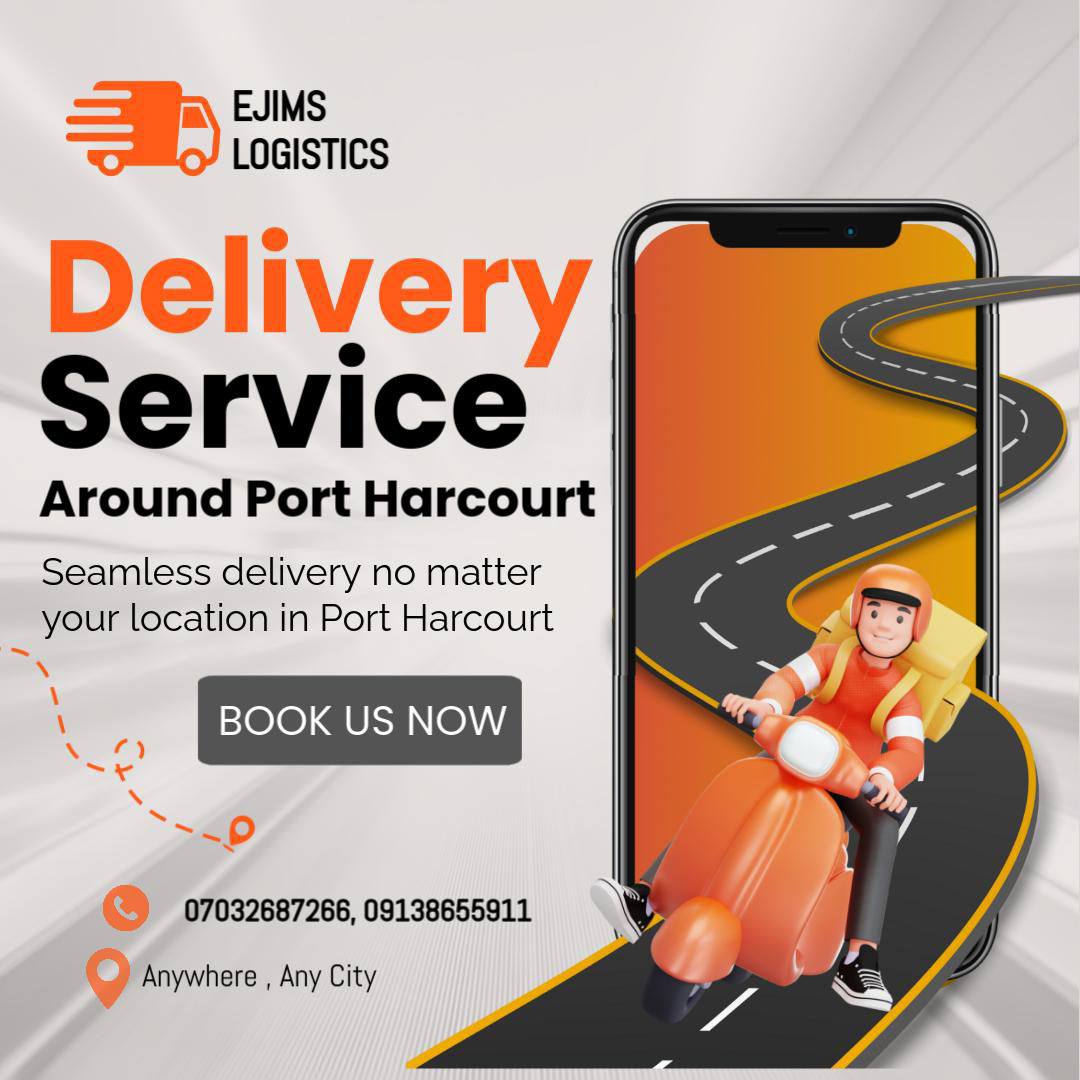 EJIMS
LOGISTICS
Delivery
Service
Around Port Harcourt
Seamless delivery no matter
your location in Port Harcourt
BOOK US NOW
07032687266, 09138655911
Anywhere , Any City